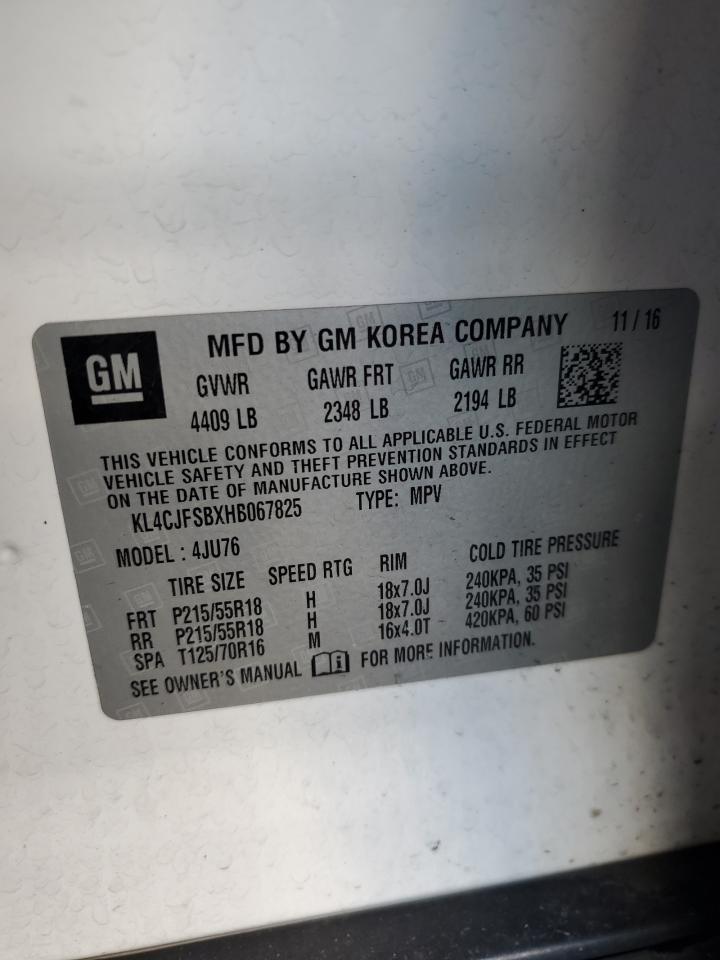 GM
MFD BY GM KOREA COMPANY 11 / 16
GVWR GAWR FRT GAWR RR
4409 LB 2348 LB 2194 LB
THIS VEHICLE CONFORMS TO ALL APPLICABLE U.S. FEDERAL MOTOR
VEHICLE SAFETY AND THEFT PREVENTION STANDARDS IN EFFECT
ON THE DATE OF MANUFACTURE SHOWN ABOVE.
KL4CJFSBXHB067825 TYPE: MPV
MODEL : 4JU76
TIRE SIZE SPEED RTG RIM COLD TIRE PRESSURE
FRT P215/55R18 H 18x7.0J 240KPA, 35 PSI
RR P215/55R18 H 18x7.0J 240KPA, 35 PSI
SPA T125/70R16 M 16x4.0T 420KPA, 60 PSI
SEE OWNER'S MANUAL FOR MORE INFORMATION.